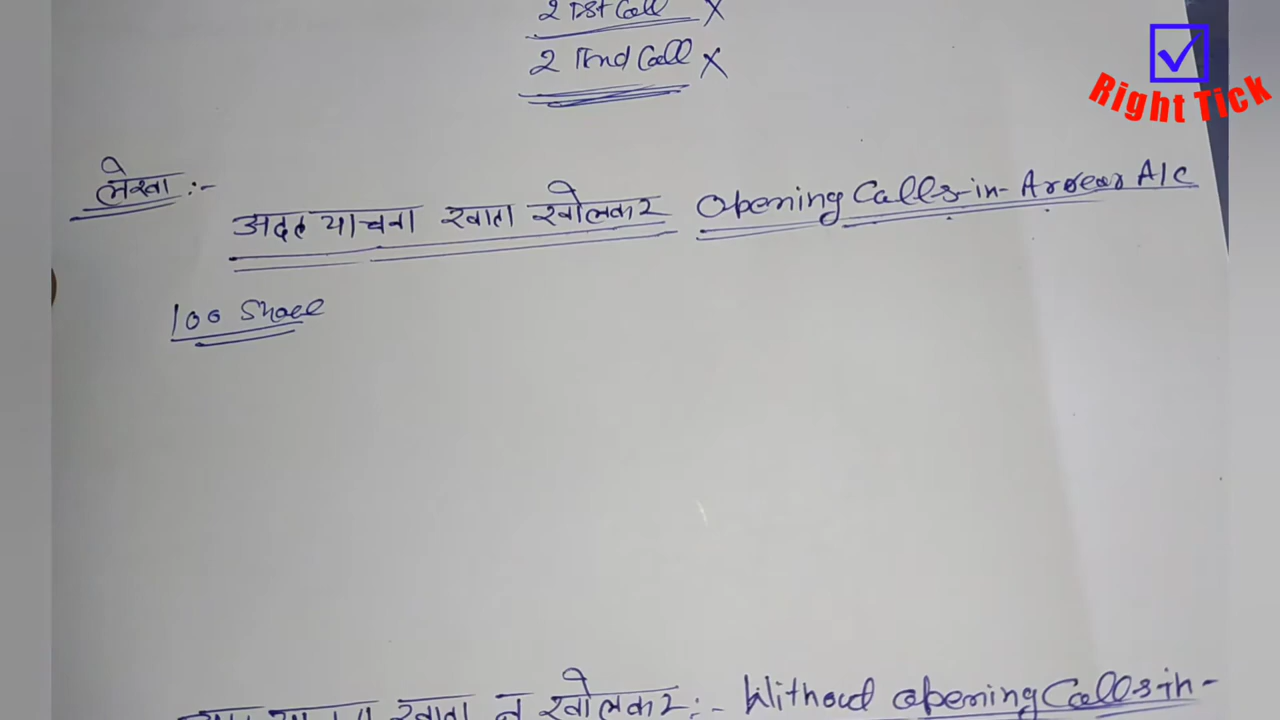 2 Ist Call X
2 IInd Call X
Right Tick
लेखा :-
अदत्त याचना खाता खोलकर Opening Calls-in-Arrear A/c
100 Share
याचना खाता न खोलकर :- Without opening Calls in-